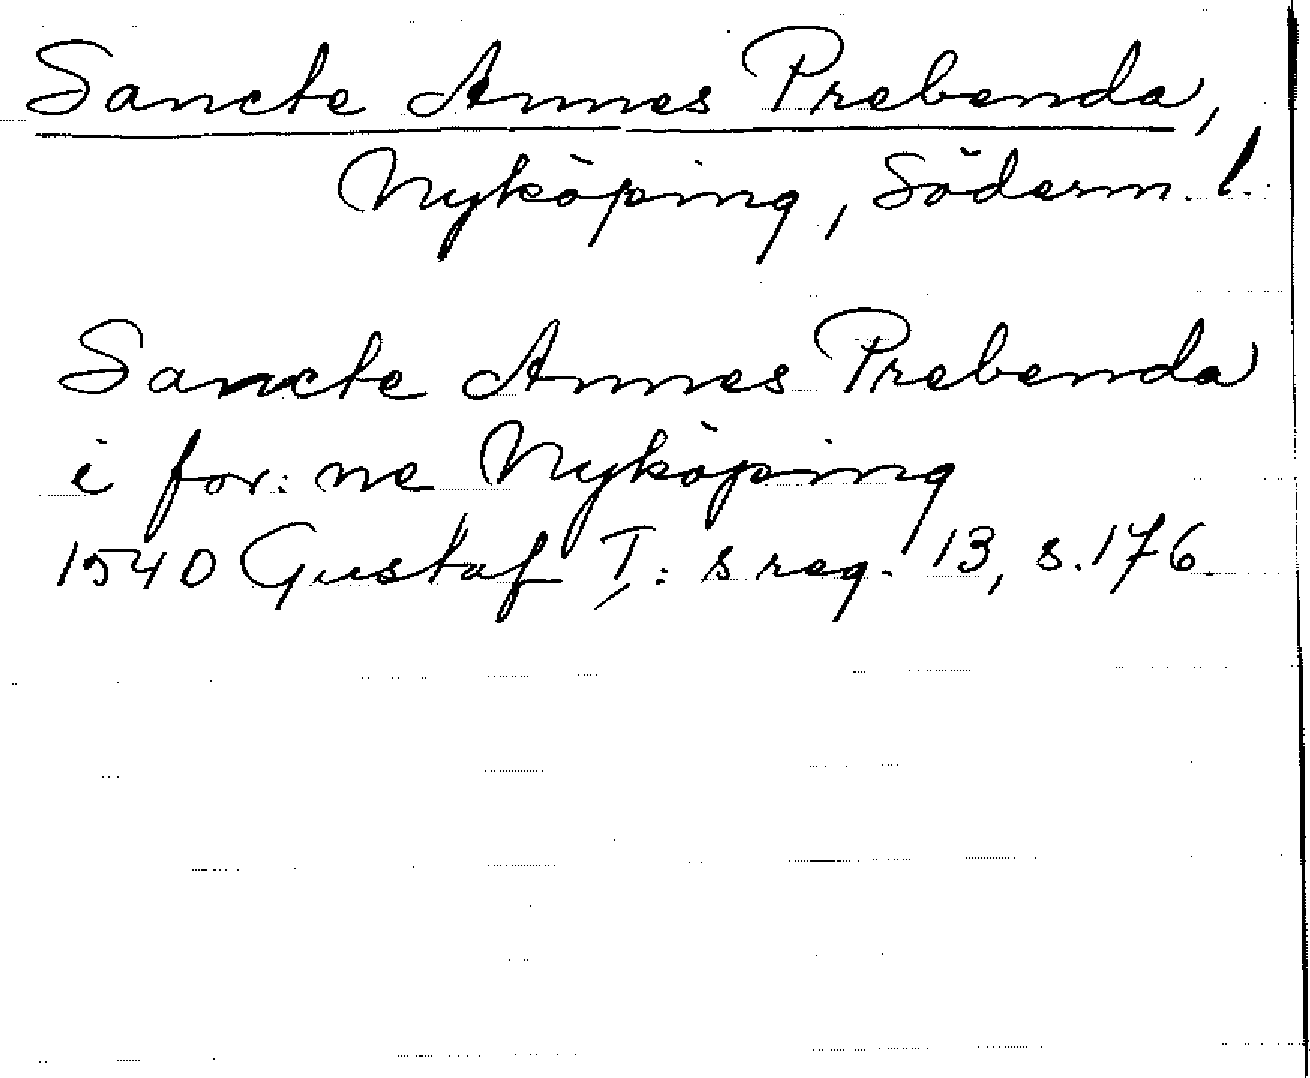 Sancte Annes Prebenda,
Nyköping, Söderm. l.
Sancte Annes Prebenda
i for:ne Nyköping
1540 Gustaf I:s reg. 13, s. 176.